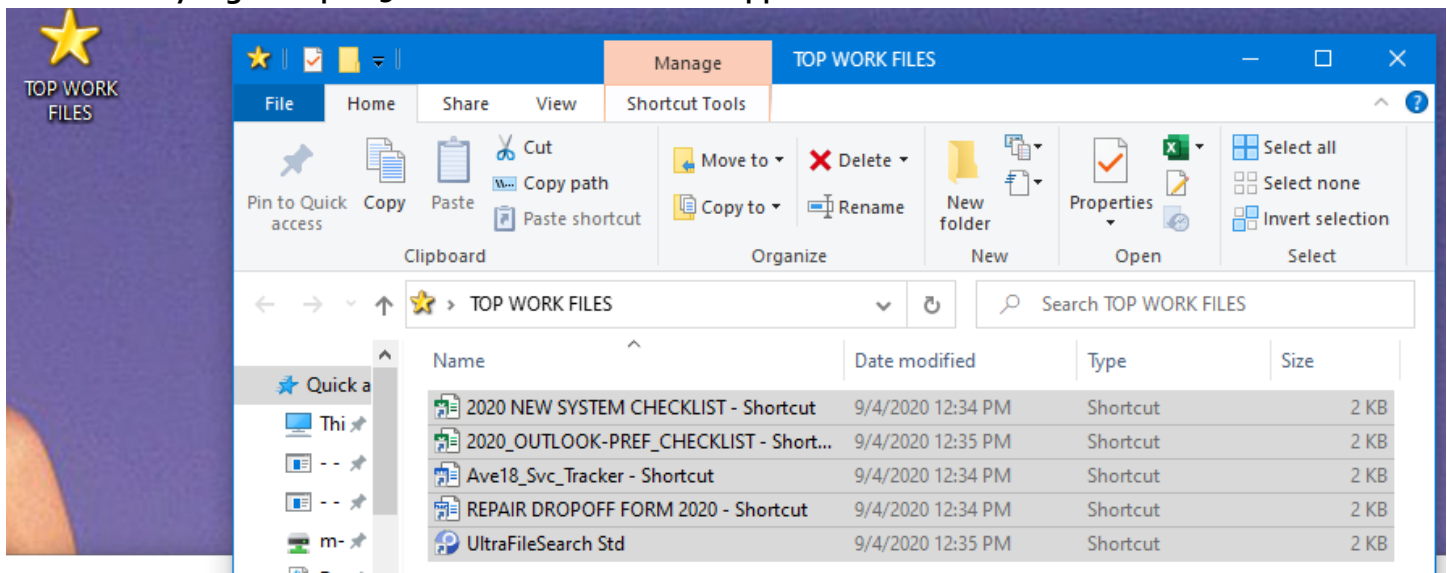 TOP WORK
FILES
Manage
TOP WORK FILES
File Home Share View Shortcut Tools
Pin to Quick
access
Copy
Paste
Cut
Copy path
Paste shortcut
Clipboard
Move to
Copy to
Delete
Rename
Organize
New
folder
New
Properties
Open
Select all
Select none
Invert selection
Select
TOP WORK FILES
Search TOP WORK FILES
Quick a
Thi
- -
- -
m-
Name Date modified Type Size
2020 NEW SYSTEM CHECKLIST - Shortcut 9/4/2020 12:34 PM Shortcut 2 KB
2020_OUTLOOK-PREF_CHECKLIST - Short... 9/4/2020 12:35 PM Shortcut 2 KB
Ave18_Svc_Tracker - Shortcut 9/4/2020 12:34 PM Shortcut 2 KB
REPAIR DROPOFF FORM 2020 - Shortcut 9/4/2020 12:34 PM Shortcut 2 KB
UltraFileSearch Std 9/4/2020 12:35 PM Shortcut 2 KB